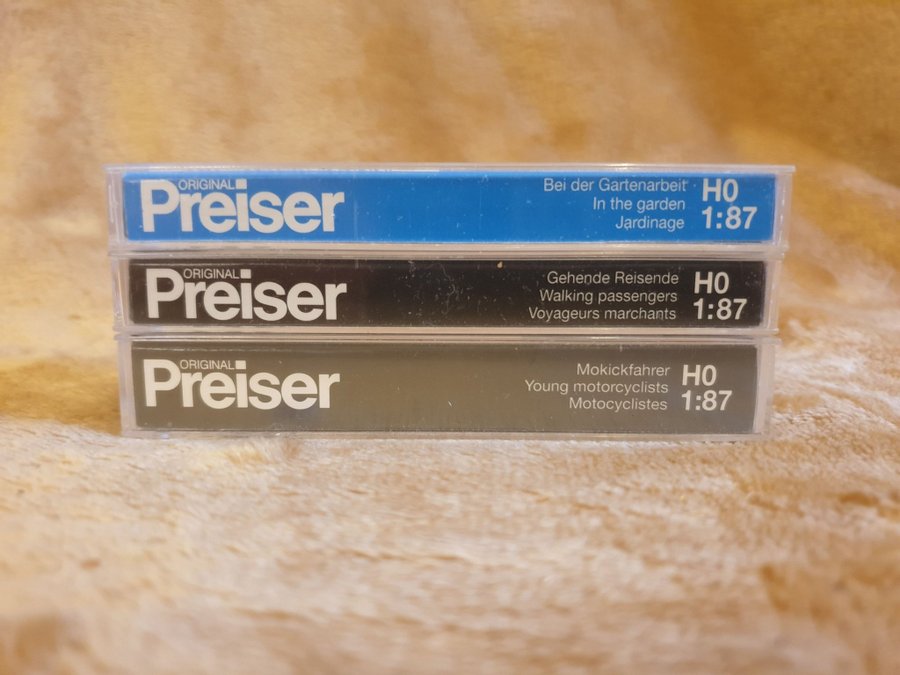 ORIGINAL
Preiser
Bei der Gartenarbeit
In the garden
Jardinage
H0
1:87
ORIGINAL
Preiser
Gehende Reisende
Walking passengers
Voyageurs marchants
H0
1:87
ORIGINAL
Preiser
Mokickfahrer
Young motorcyclists
Motocyclistes
H0
1:87